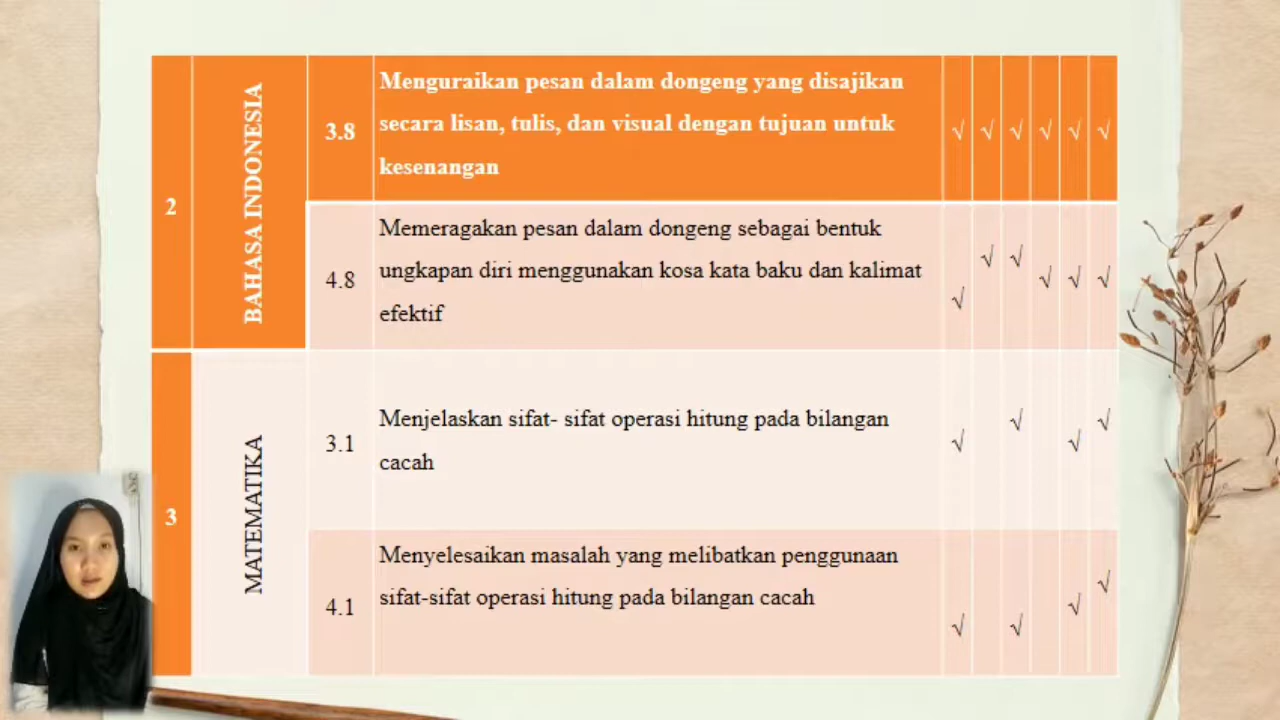 2
BAHASA INDONESIA
3.8
Menguraikan pesan dalam dongeng yang disajikan
secara lisan, tulis, dan visual dengan tujuan untuk
kesenangan
√ √ √ √ √ √
4.8
Memeragakan pesan dalam dongeng sebagai bentuk
ungkapan diri menggunakan kosa kata baku dan kalimat
efektif
√ √ √ √ √ √
3
MATEMATIKA
3.1
Menjelaskan sifat- sifat operasi hitung pada bilangan
cacah
√ √ √ √
4.1
Menyelesaikan masalah yang melibatkan penggunaan
sifat-sifat operasi hitung pada bilangan cacah
√ √ √ √